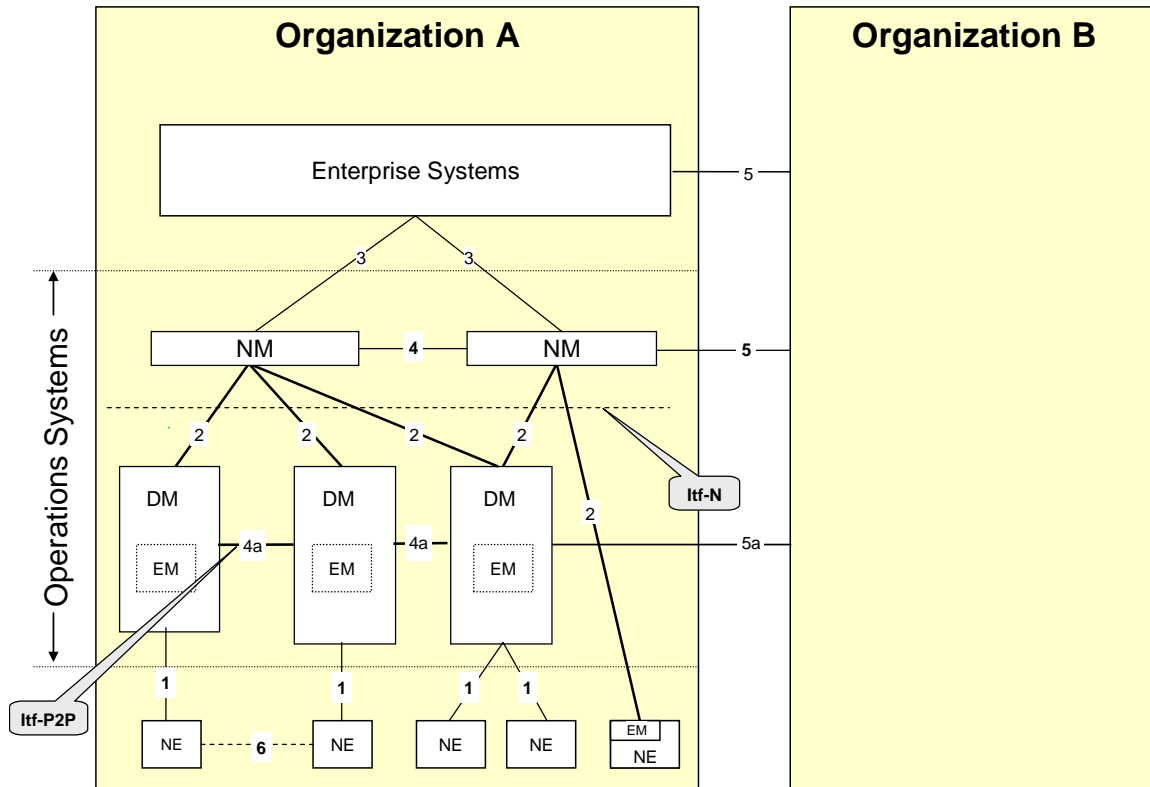 Organization A
Organization B
Enterprise Systems
5
3
3
Operations Systems
NM
4
NM
5
2
2
2
2
Itf-N
DM
DM
DM
2
4a
4a
5a
EM
EM
EM
1
1
1
1
Itf-P2P
EM
NE
6
NE
NE
NE
NE